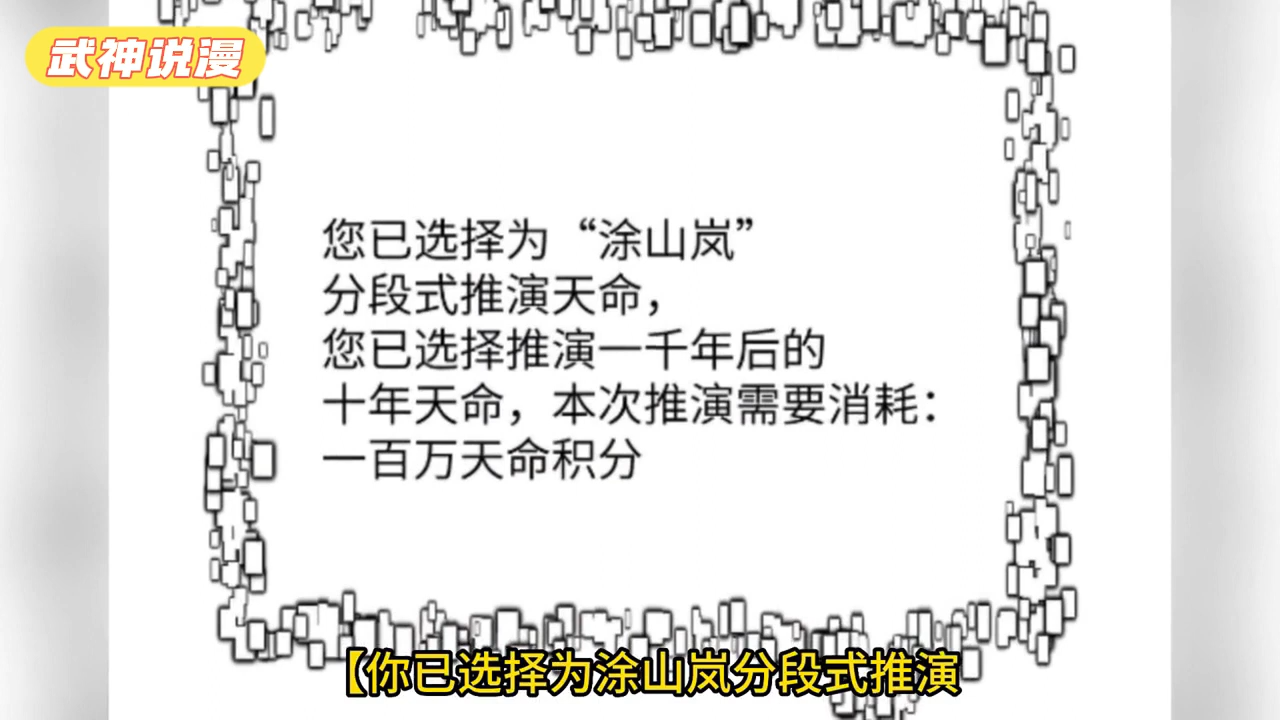 武神说漫
您已选择为“涂山岚”
分段式推演天命，
您已选择推演一千年后的
十年天命，本次推演需要消耗：
一百万天命积分
【你已选择为涂山岚分段式推演